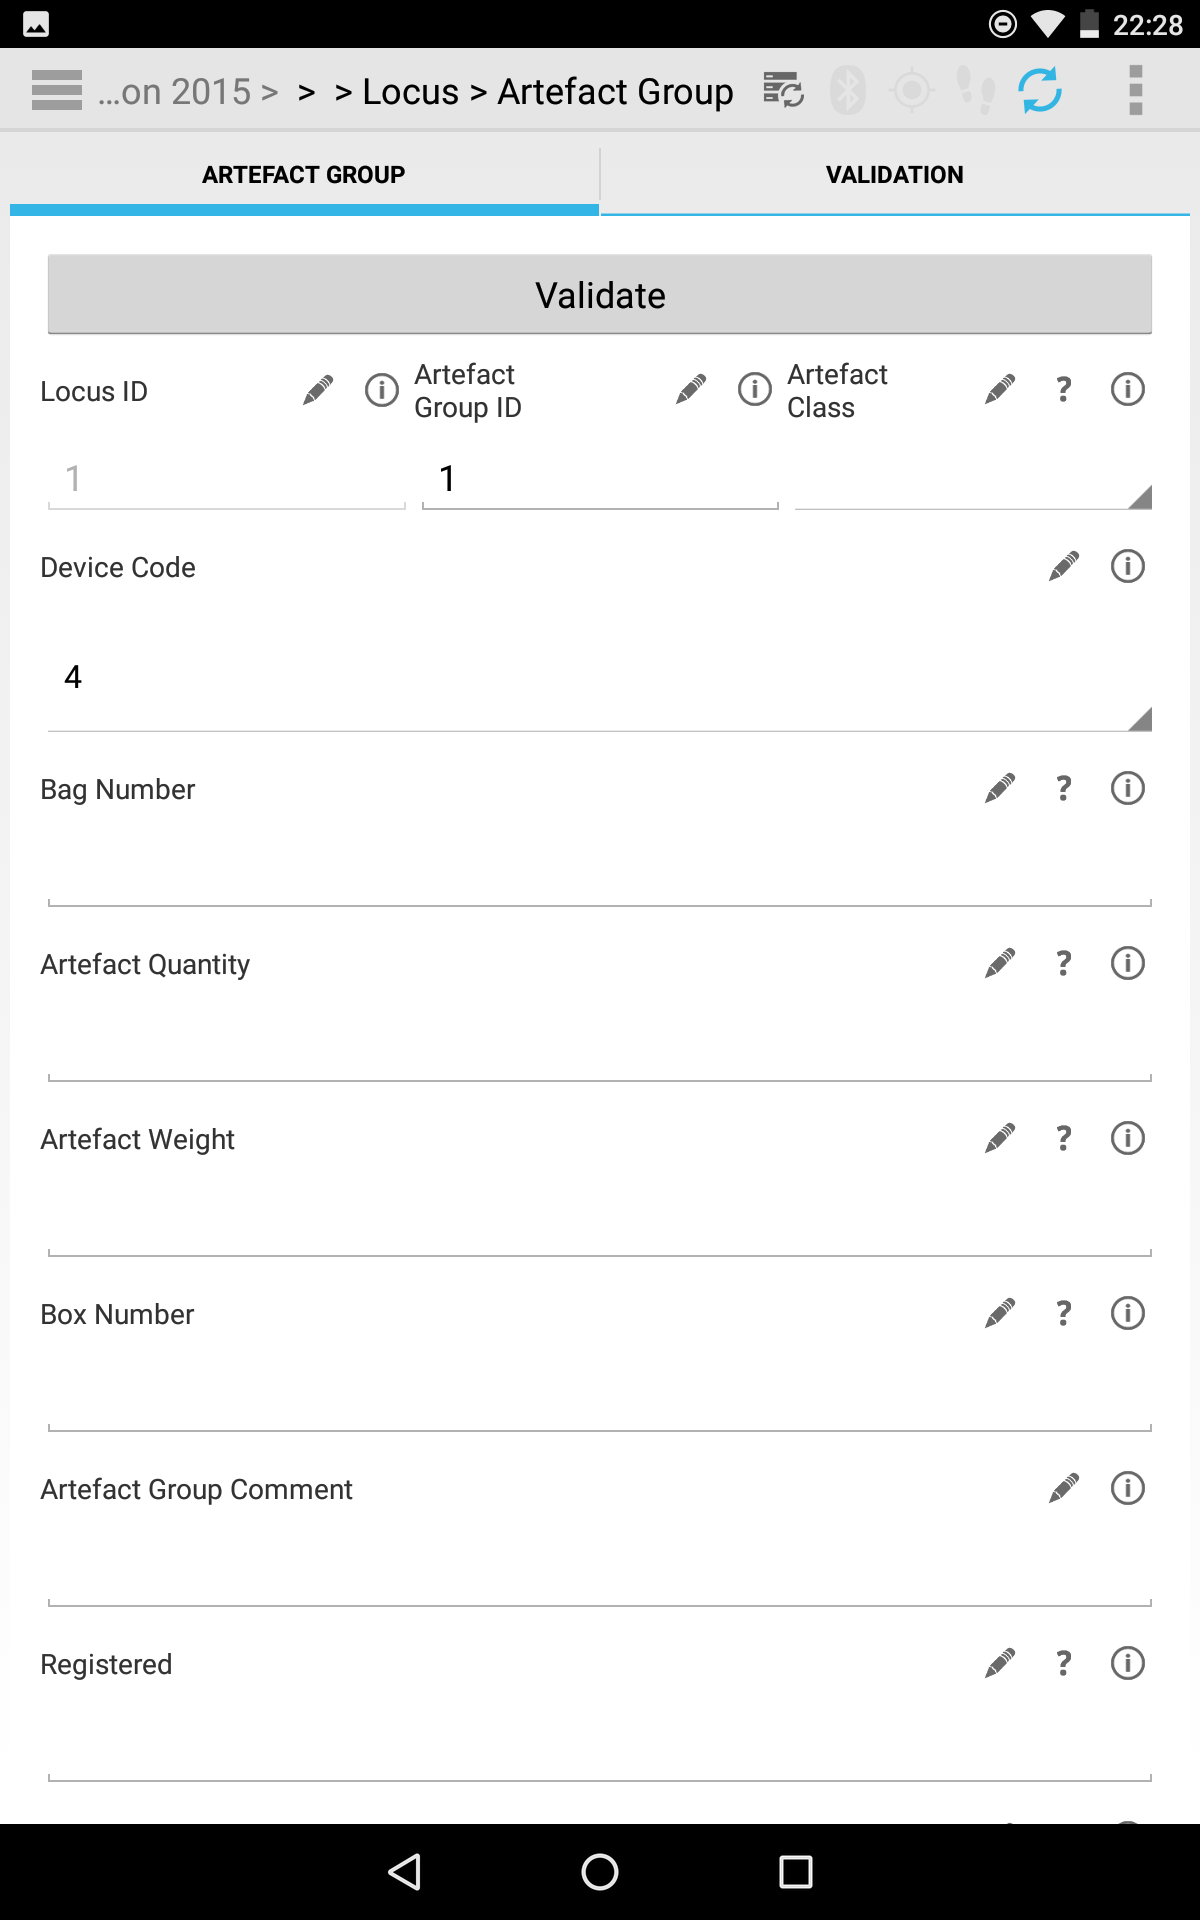 22:28
...on 2015 > > > Locus > Artefact Group
ARTEFACT GROUP
VALIDATION
Validate
Locus ID
Artefact
Group ID
Artefact
Class
?
1
1
Device Code
4
Bag Number
?
Artefact Quantity
?
Artefact Weight
?
Box Number
?
Artefact Group Comment
Registered
?